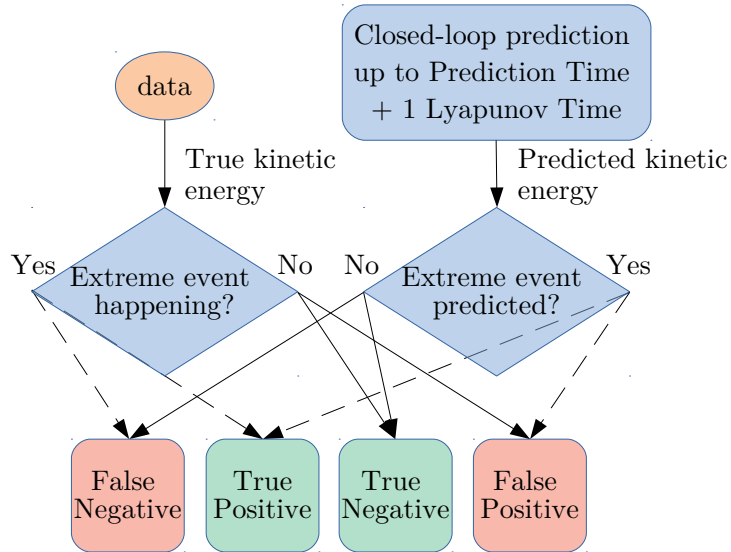 data
Closed-loop prediction
up to Prediction Time
+ 1 Lyapunov Time
True kinetic
energy
Predicted kinetic
energy
Yes
Extreme event
happening?
No
No
Extreme event
predicted?
Yes
False
Negative
True
Positive
True
Negative
False
Positive